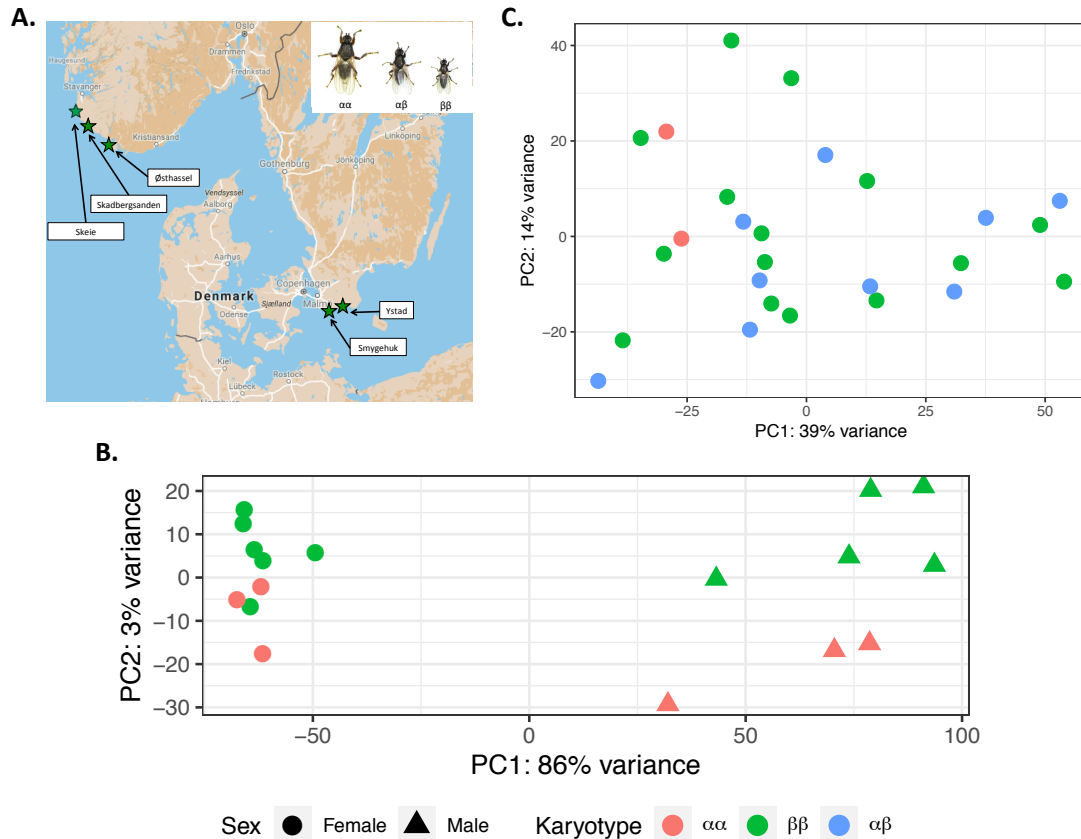 A.
Oslo
Drammen
Fredrikstad
Haugesund
Stavanger
Kristiansand
Linköping
Jönköping
Gothenburg
Vendsyssel
Aalborg
Aarhus
Denmark
Odense
Sjælland
Copenhagen
Malm
Kiel
Rostock
Lübeck
αα
αβ
ββ
Østhassel
Skadbergsanden
Skeie
Ystad
Smygehuk
C.
PC2: 14% variance
40
20
0
−20
−25
0
25
50
PC1: 39% variance
B.
PC2: 3% variance
20
10
0
−10
−20
−30
−50
0
50
100
PC1: 86% variance
Sex Female Male Karyotype αα ββ αβ